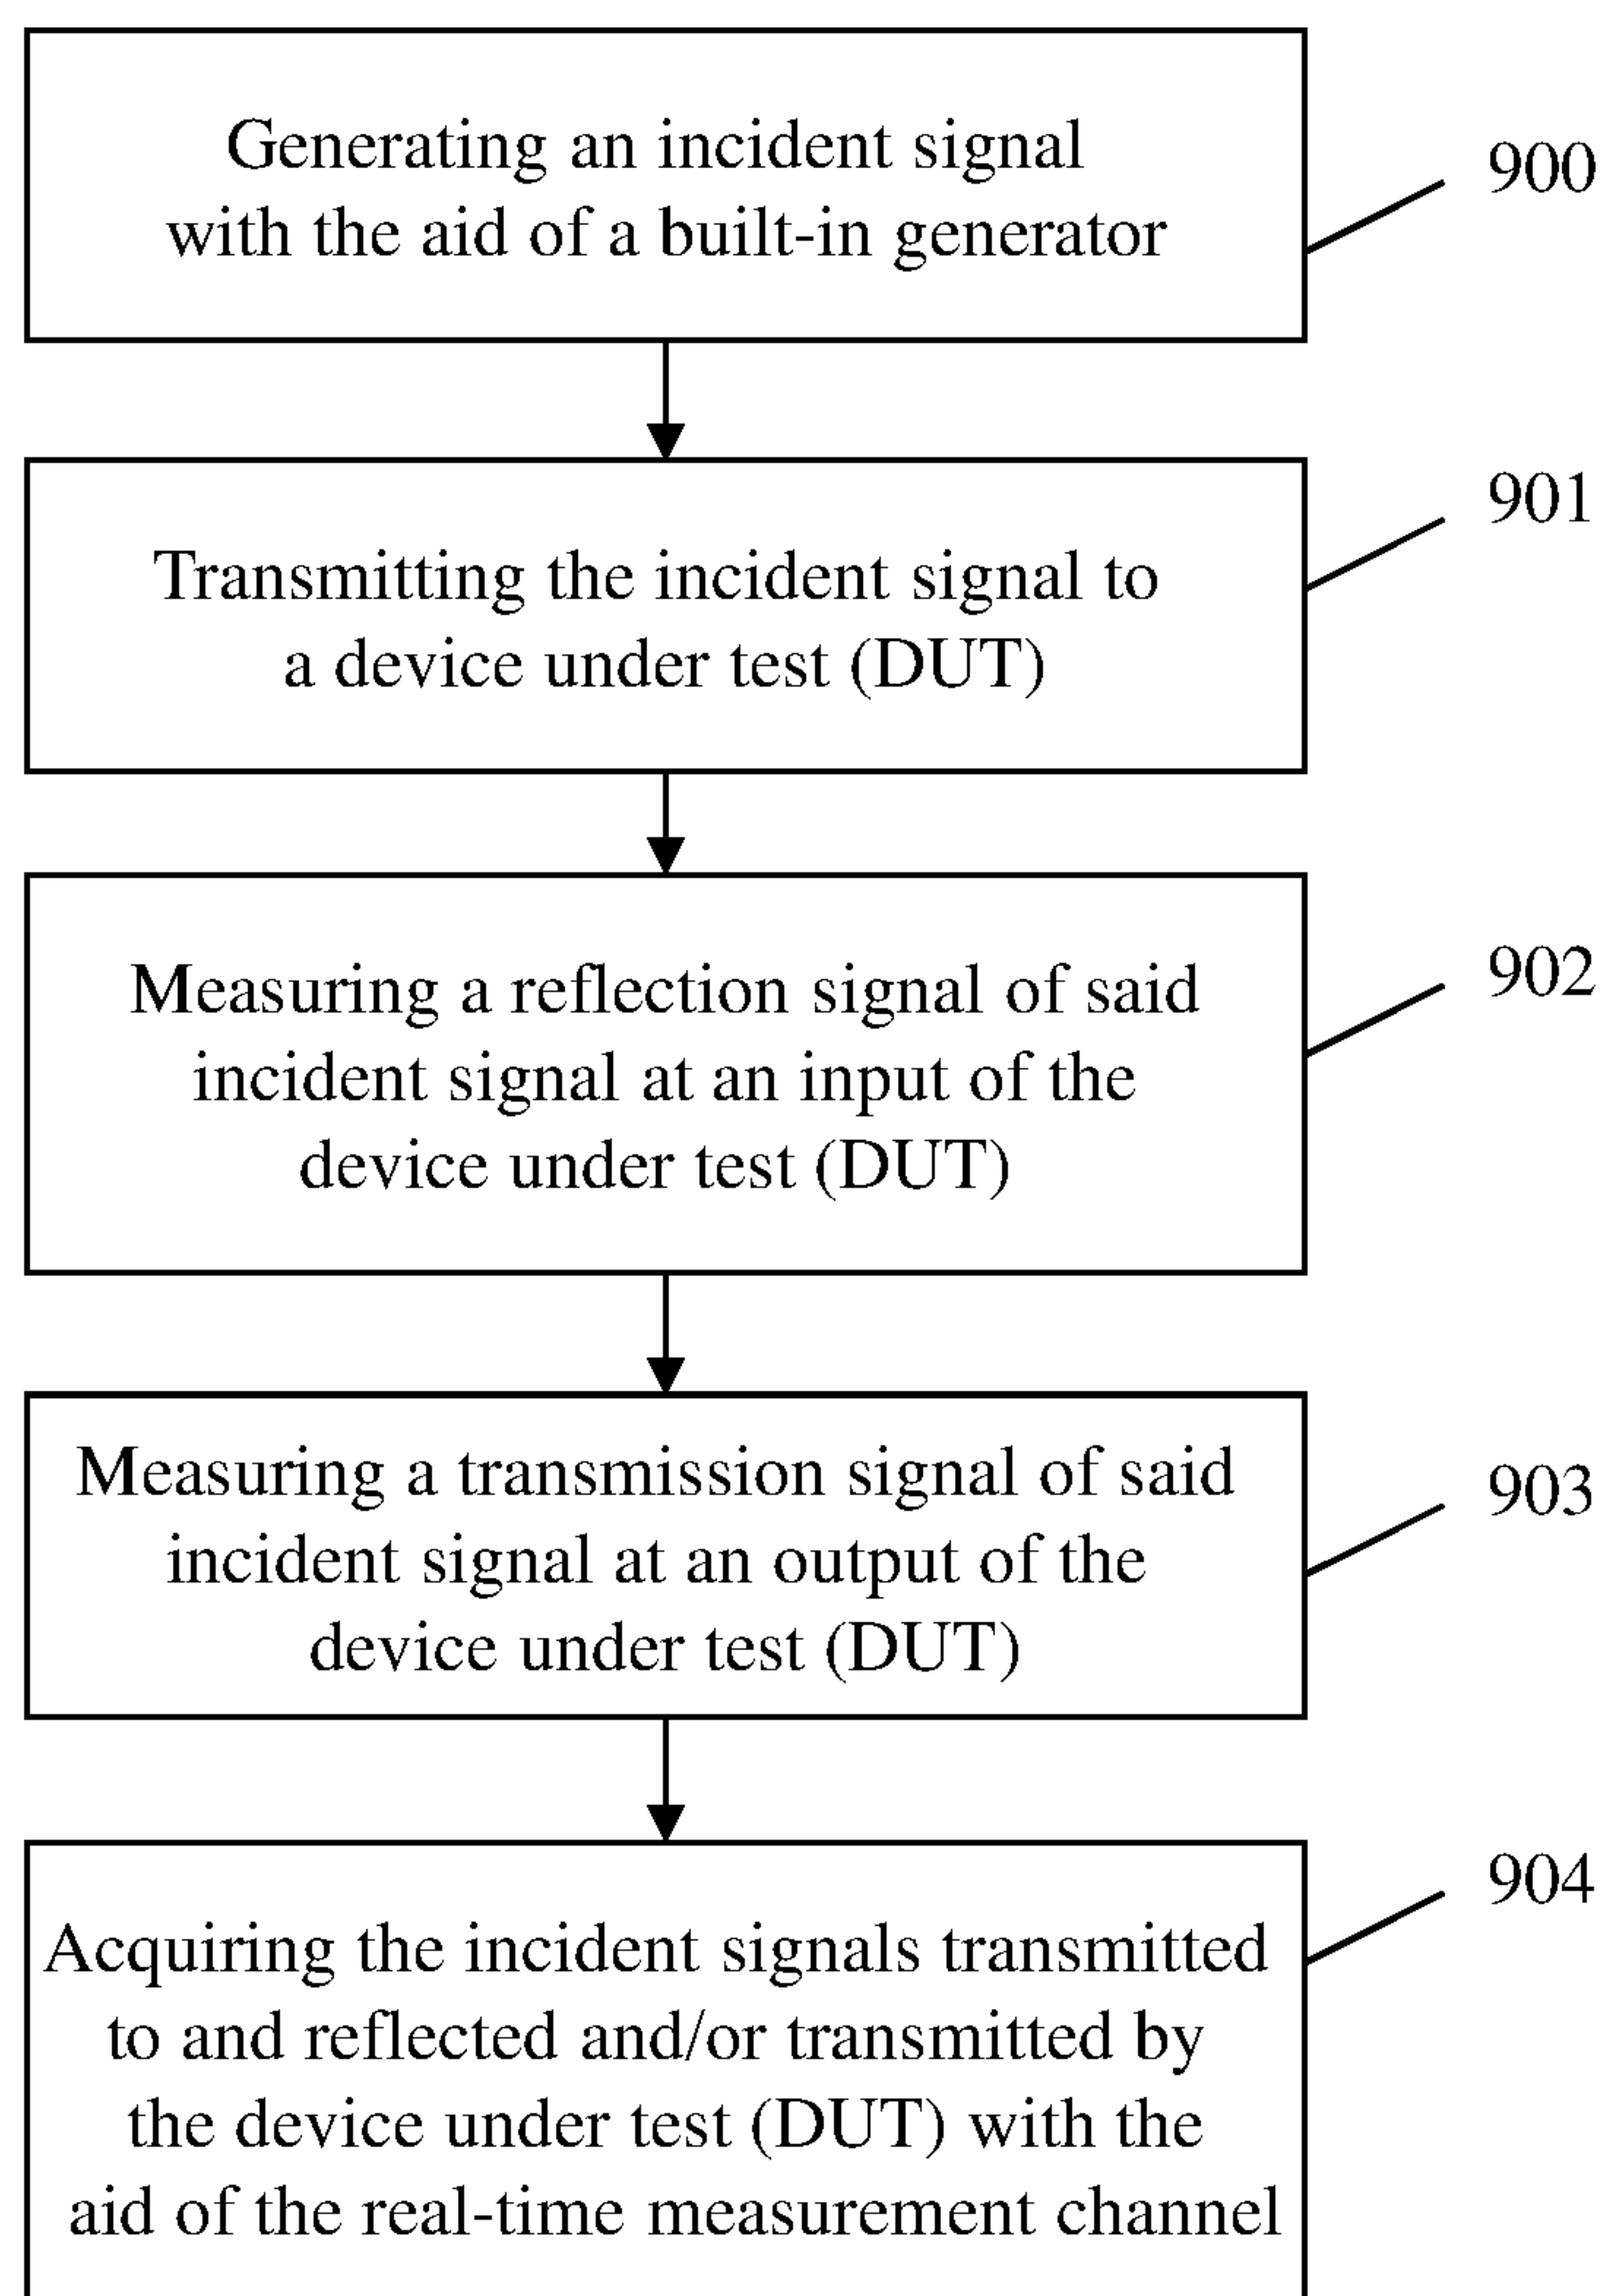 Generating an incident signal
with the aid of a built-in generator
900
Transmitting the incident signal to
a device under test (DUT)
901
Measuring a reflection signal of said
incident signal at an input of the
device under test (DUT)
902
Measuring a transmission signal of said
incident signal at an output of the
device under test (DUT)
903
Acquiring the incident signals transmitted
to and reflected and/or transmitted by
the device under test (DUT) with the
aid of the real-time measurement channel
904